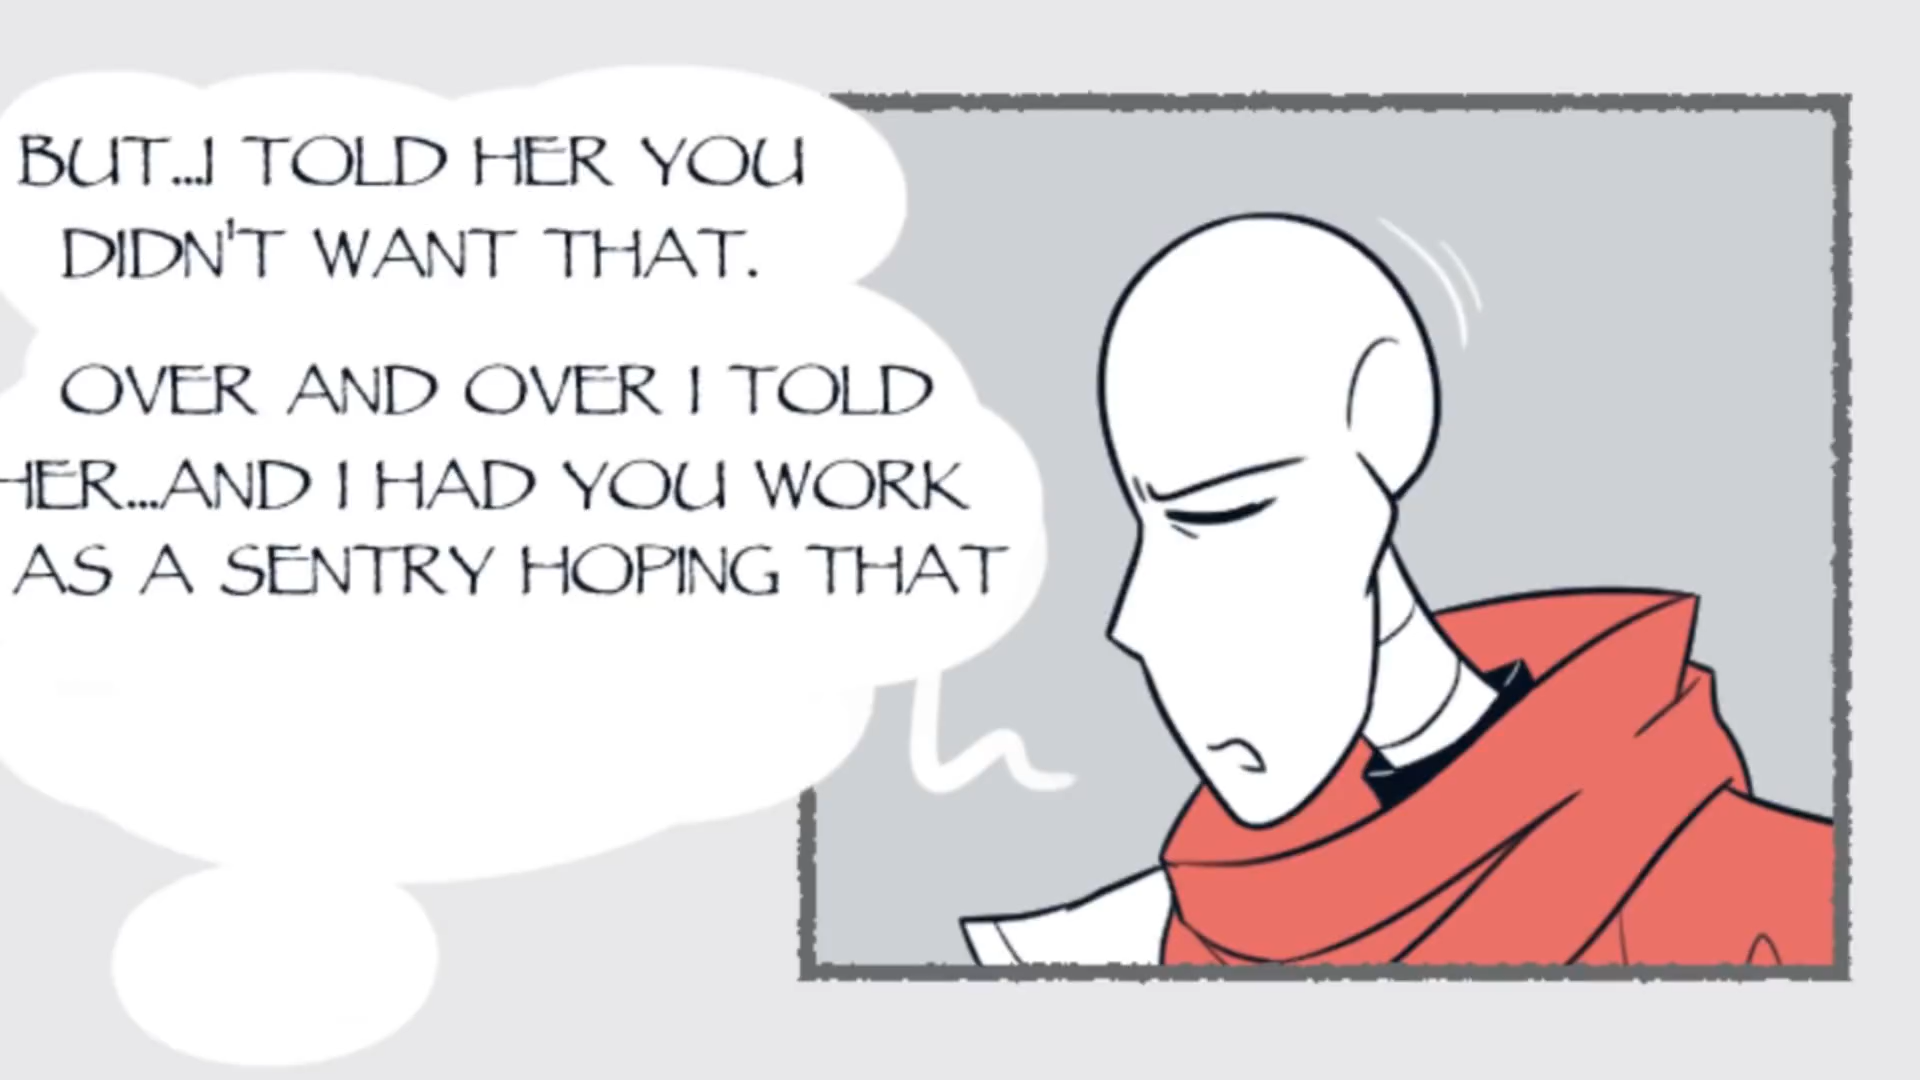 BUT...I TOLD HER YOU
DIDN'T WANT THAT.
OVER AND OVER I TOLD
HER...AND I HAD YOU WORK
AS A SENTRY HOPING THAT